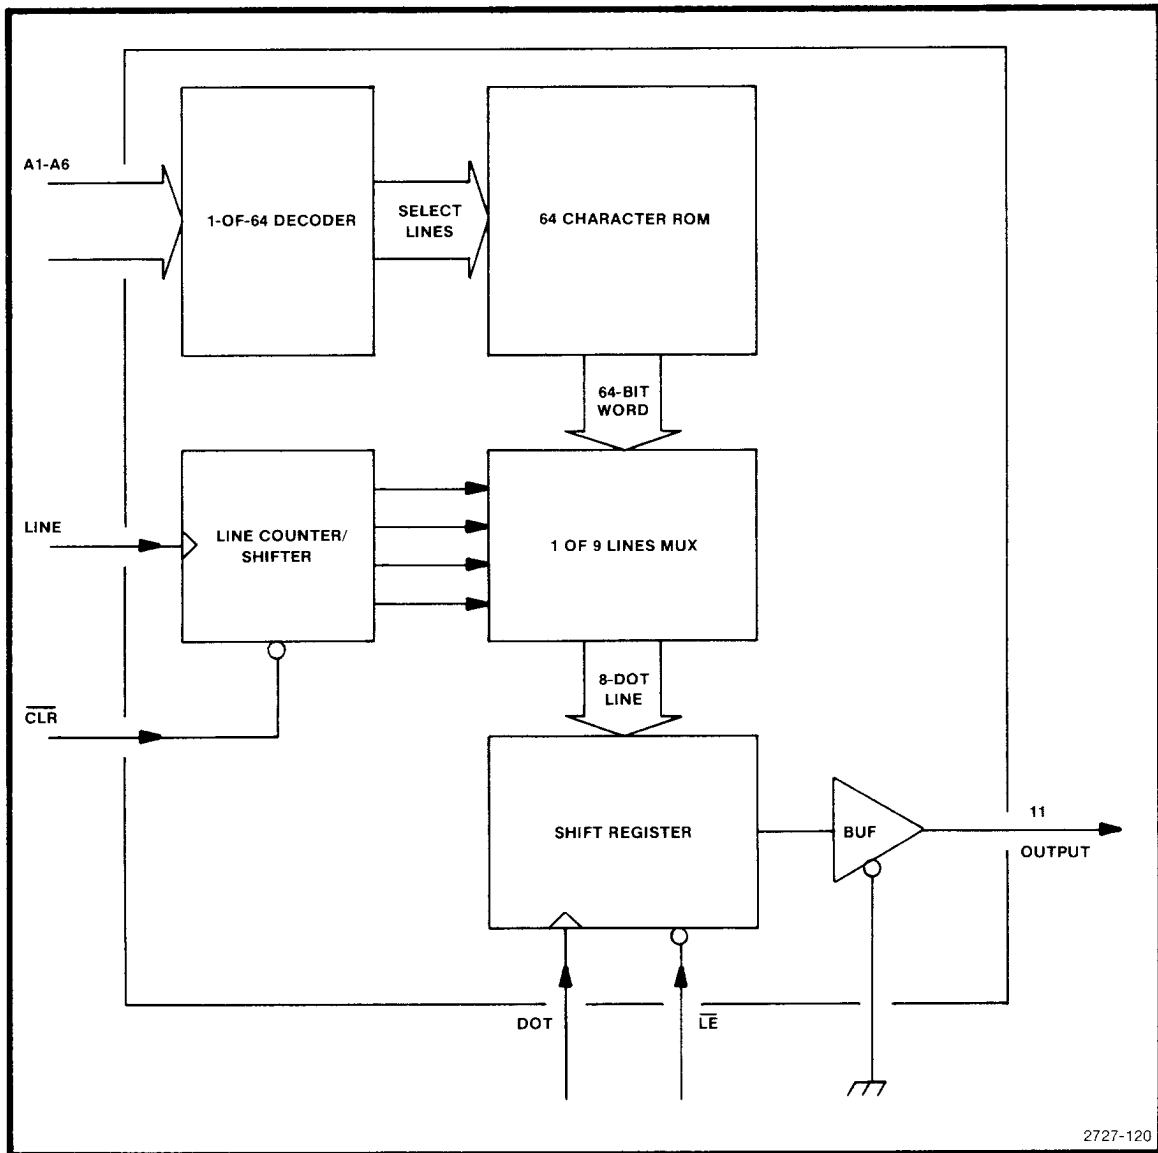 A1-A6
1-OF-64 DECODER
SELECT
LINES
64 CHARACTER ROM
64-BIT
WORD
LINE
LINE COUNTER/
SHIFTER
1 OF 9 LINES MUX
8-DOT
LINE
CLR
SHIFT REGISTER
BUF
11
OUTPUT
DOT
LE
2727-120